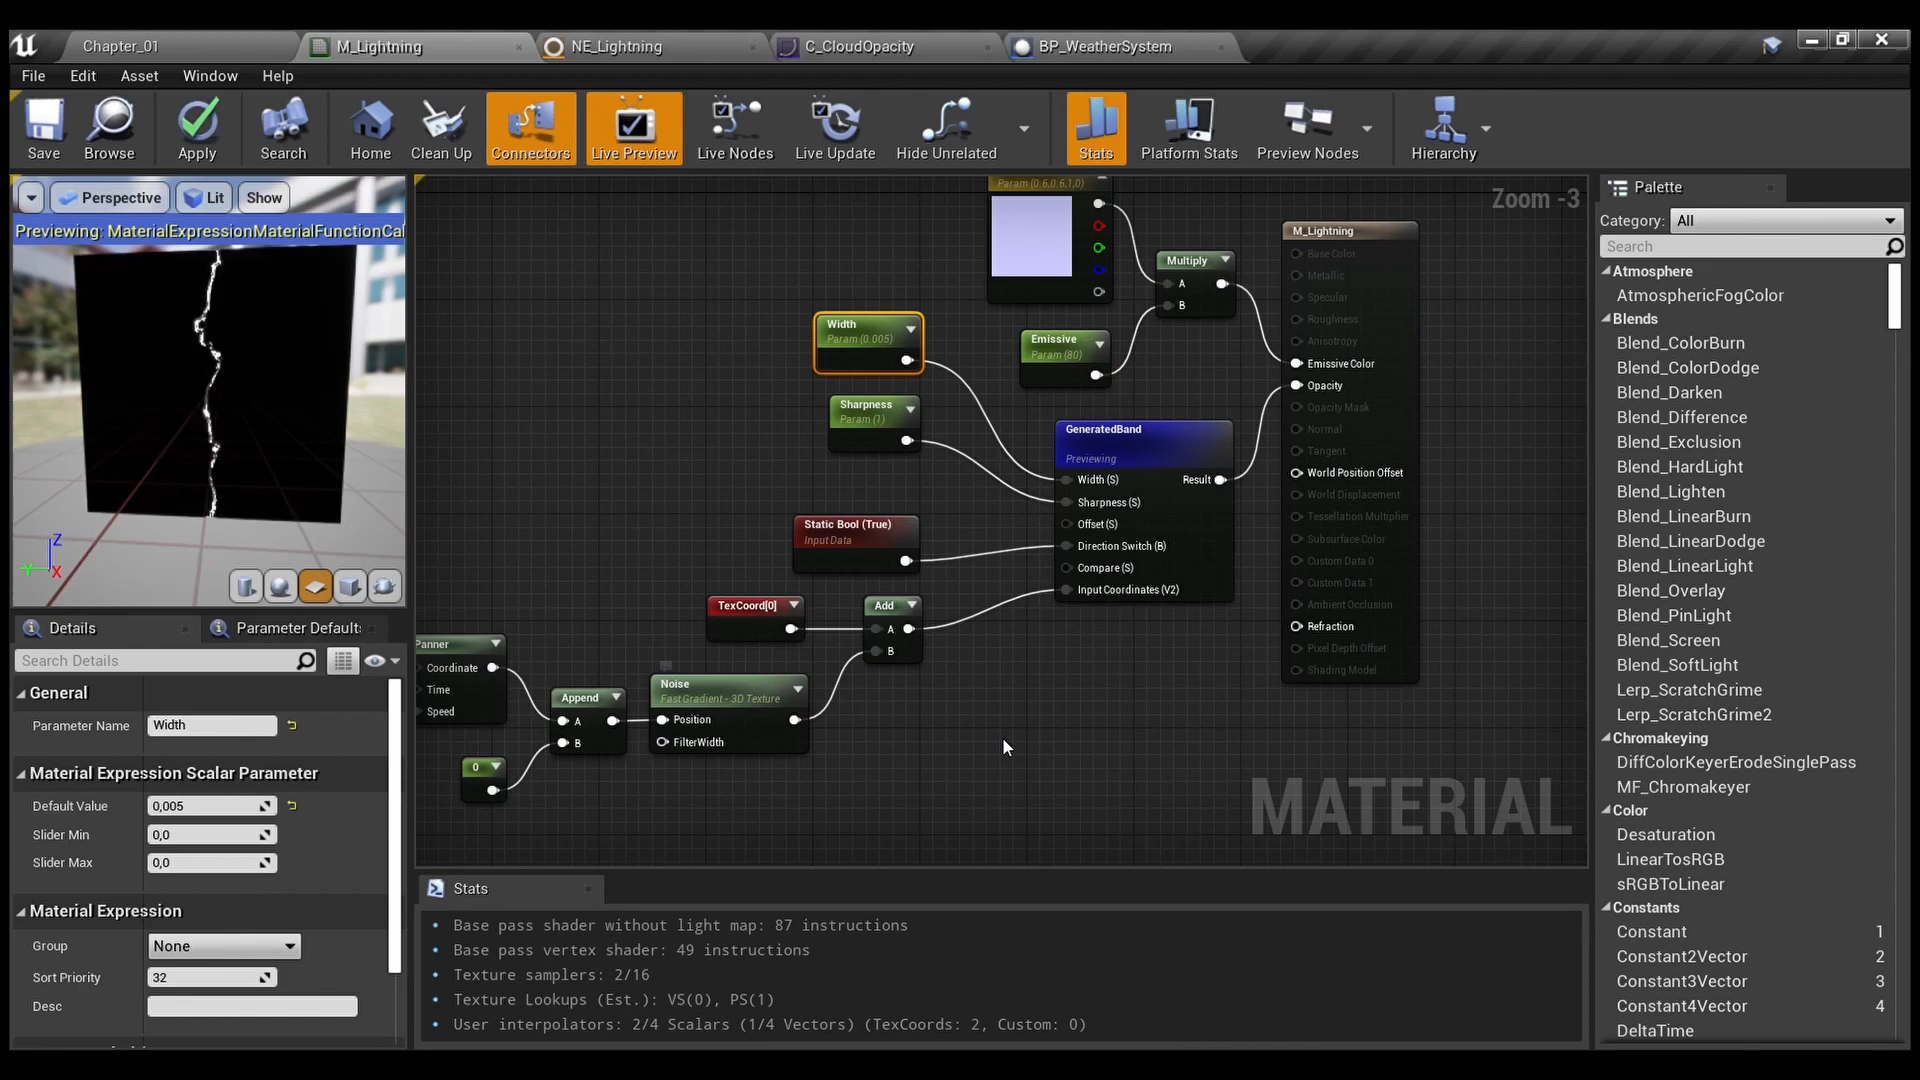 Chapter_01
M_Lightning
NE_Lightning
C_CloudOpacity
BP_WeatherSystem
File Edit Asset Window Help
Save
Browse
Apply
Search
Home
Clean Up
Connectors
Live Preview
Live Nodes
Live Update
Hide Unrelated
Stats
Platform Stats
Preview Nodes
Hierarchy
Perspective
Lit
Show
Previewing: MaterialExpressionMaterialFunctionCal
Z
Y
X
Details
Parameter Default
Search Details
General
Parameter Name Width
Material Expression Scalar Parameter
Default Value 0,005
Slider Min 0,0
Slider Max 0,0
Material Expression
Group None
Sort Priority 32
Desc
Zoom -3
Param (0.6,0.6,1,0)
Multiply
A
B
Width
Param (0.005)
Emissive
Param (80)
Sharpness
Param (1)
GeneratedBand
Previewing
Width (S) Result
Sharpness (S)
Offset (S)
Direction Switch (B)
Compare (S)
Input Coordinates (V2)
Static Bool (True)
Input Data
TexCoord[0]
Add
A
B
Panner
Coordinate
Time
Speed
Append
A
B
0
Noise
Fast Gradient - 3D Texture
Position
FilterWidth
M_Lightning
Base Color
Metallic
Specular
Roughness
Anisotropy
Emissive Color
Opacity
Opacity Mask
Normal
Tangent
World Position Offset
World Displacement
Tessellation Multiplier
Subsurface Color
Custom Data 0
Custom Data 1
Ambient Occlusion
Refraction
Pixel Depth Offset
Shading Model
MATERIAL
Stats
Base pass shader without light map: 87 instructions
Base pass vertex shader: 49 instructions
Texture samplers: 2/16
Texture Lookups (Est.): VS(0), PS(1)
User interpolators: 2/4 Scalars (1/4 Vectors) (TexCoords: 2, Custom: 0)
Palette
Category: All
Search
Atmosphere
AtmosphericFogColor
Blends
Blend_ColorBurn
Blend_ColorDodge
Blend_Darken
Blend_Difference
Blend_Exclusion
Blend_HardLight
Blend_Lighten
Blend_LinearBurn
Blend_LinearDodge
Blend_LinearLight
Blend_Overlay
Blend_PinLight
Blend_Screen
Blend_SoftLight
Lerp_ScratchGrime
Lerp_ScratchGrime2
Chromakeying
DiffColorKeyerErodeSinglePass
MF_Chromakeyer
Color
Desaturation
LinearTosRGB
sRGBToLinear
Constants
Constant 1
Constant2Vector 2
Constant3Vector 3
Constant4Vector 4
DeltaTime